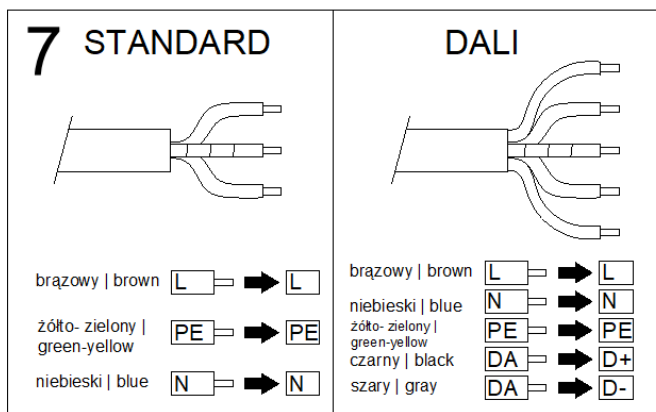 7 STANDARD
brązowy | brown L L
żółto- zielony |
green-yellow PE PE
niebieski | blue N N
DALI
brązowy | brown L L
niebieski | blue N N
żółto- zielony |
green-yellow PE PE
czarny | black DA D+
szary | gray DA D-